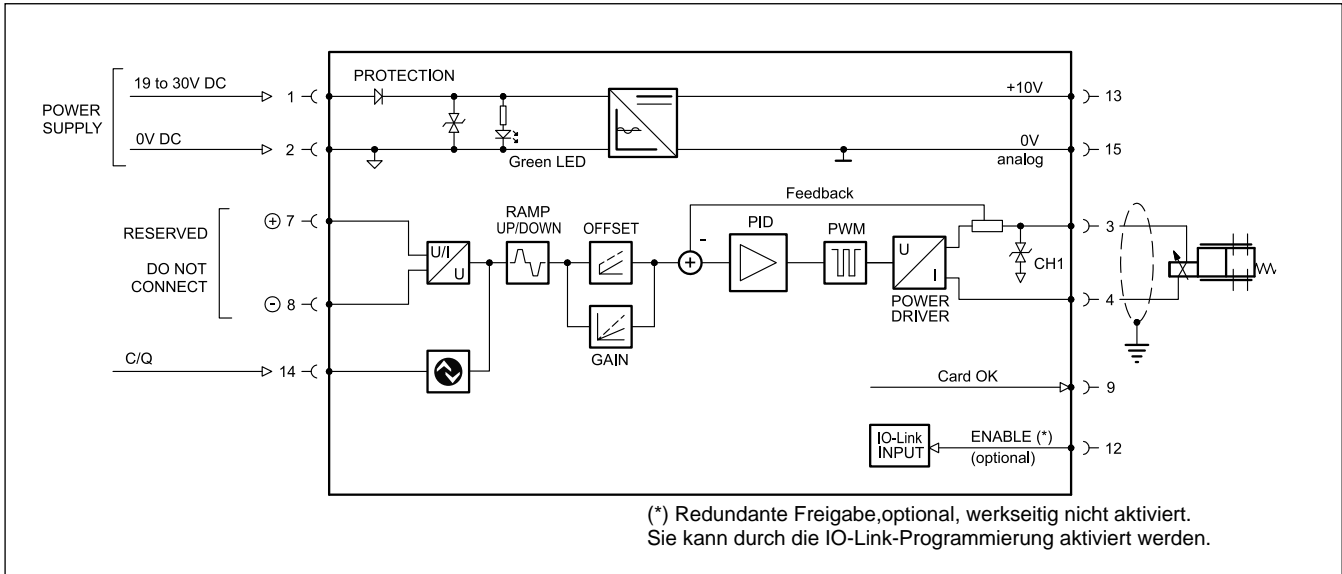 POWER
SUPPLY
19 to 30V DC
1
0V DC
2
PROTECTION
Green LED
+10V
13
0V
analog
15
RESERVED
DO NOT
CONNECT
+ 7
- 8
C/Q
14
U/I
U
RAMP
UP/DOWN
OFFSET
GAIN
+
-
Feedback
PID
PWM
U
I
POWER
DRIVER
CH1
3
4
Card OK
9
IO-Link
INPUT
ENABLE (*)
(optional)
12
(*) Redundante Freigabe,optional, werkseitig nicht aktiviert.
Sie kann durch die IO-Link-Programmierung aktiviert werden.